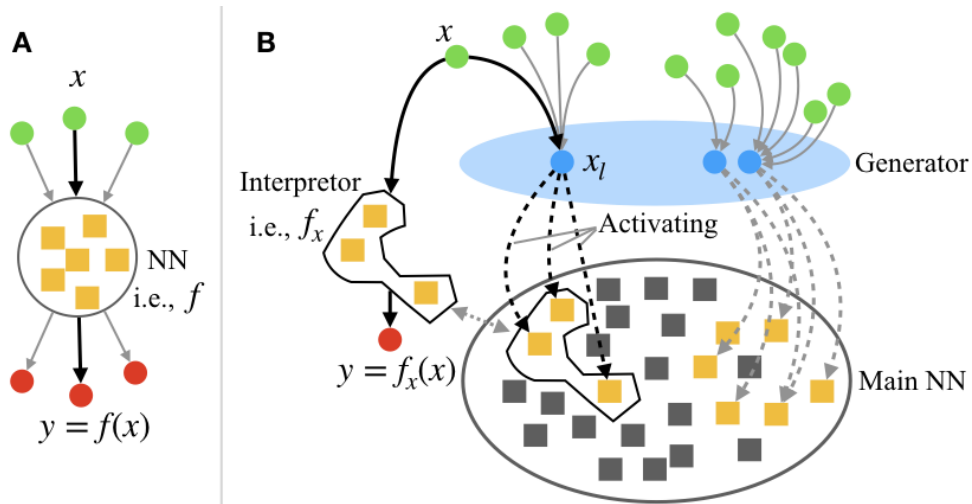 A
x
NN
i.e., f
y = f(x)
B
x
x_l
Generator
Interpretor
i.e., f_x
Activating
y = f_x(x)
Main NN